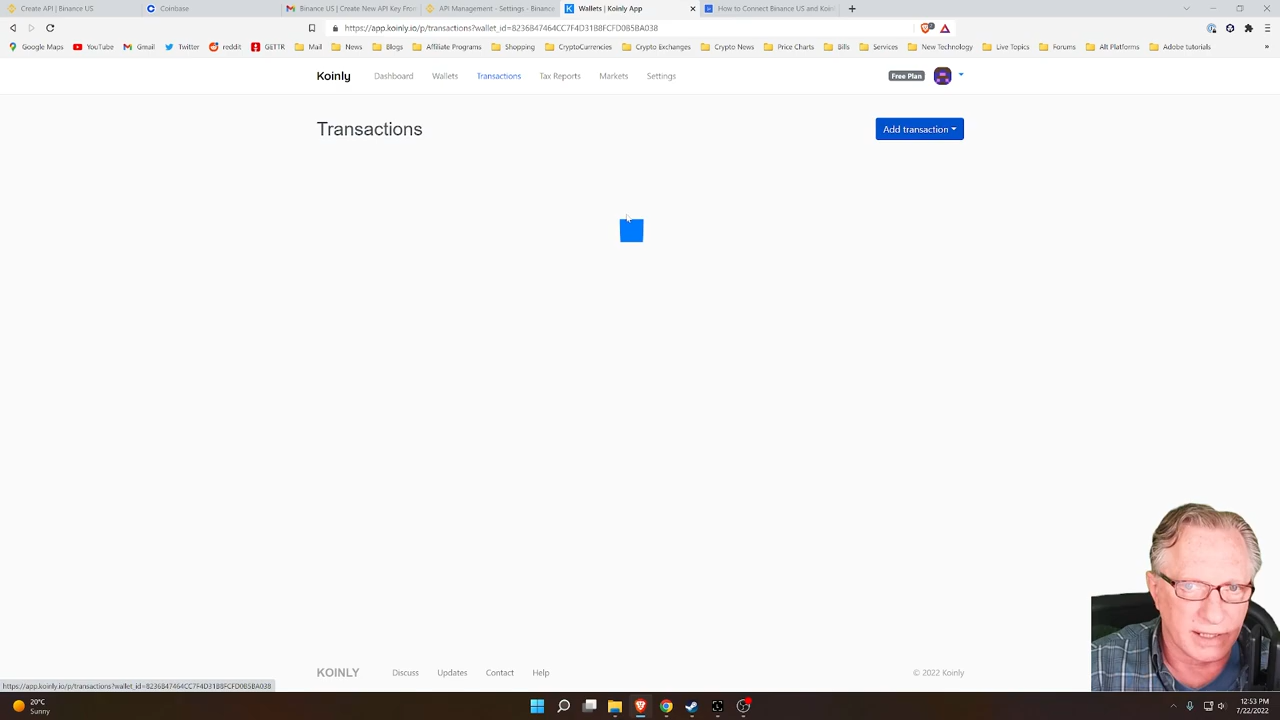 Create API | Binance US
Coinbase
Binance US | Create New API Key Fron
API Management - Settings - Binance
Wallets | Koinly App
How to Connect Binance US and Koin
https://app.koinly.io/p/transactions?wallet_id=8236B47464CC7F4D31B8FCFD0B5BA038
Google Maps
YouTube
Gmail
Twitter
reddit
GETTR
Mail
News
Blogs
Affiliate Programs
Shopping
CryptoCurrencies
Crypto Exchanges
Crypto News
Price Charts
Bills
Services
New Technology
Live Topics
Forums
Alt Platforms
Adobe tutorials
Koinly
Dashboard
Wallets
Transactions
Tax Reports
Markets
Settings
Free Plan
Transactions
Add transaction
KOINLY
Discuss
Updates
Contact
Help
© 2022 Koinly
https://app.koinly.io/p/transactions?wallet_id=8236B47464CC7F4D31B8FCFD0B5BA038
20°C
Sunny
12:53 PM
7/22/2022